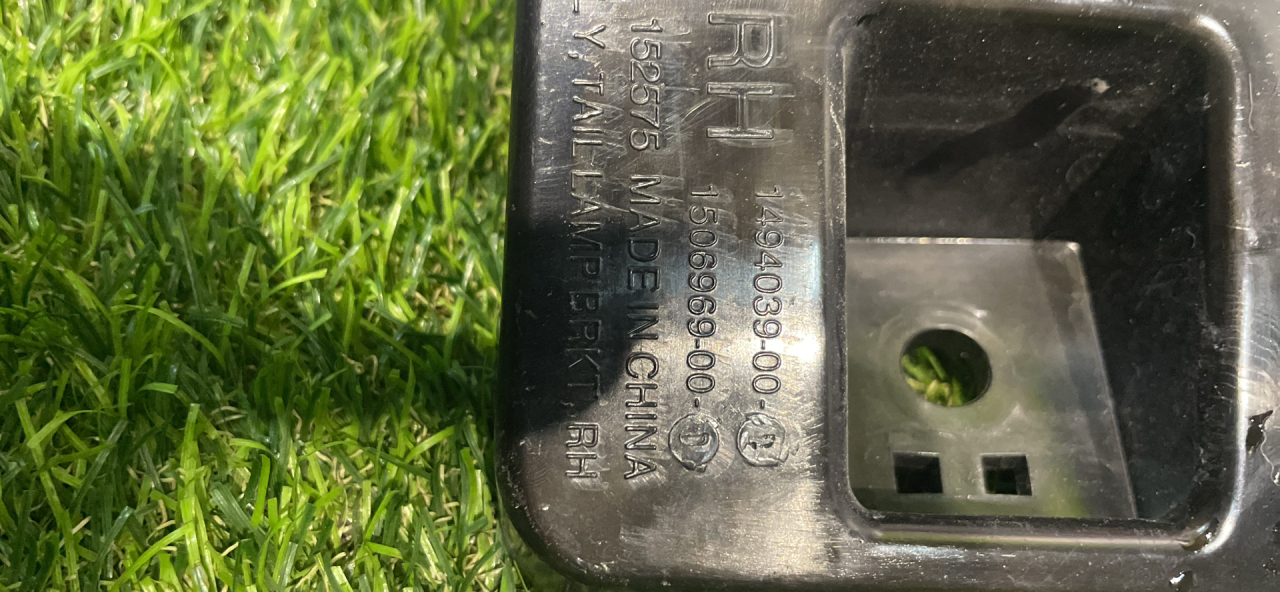 RH
1494039-00-
1506969-00-D
152575 MADE IN CHINA
Y,TAIL LAMP BRKT-RH